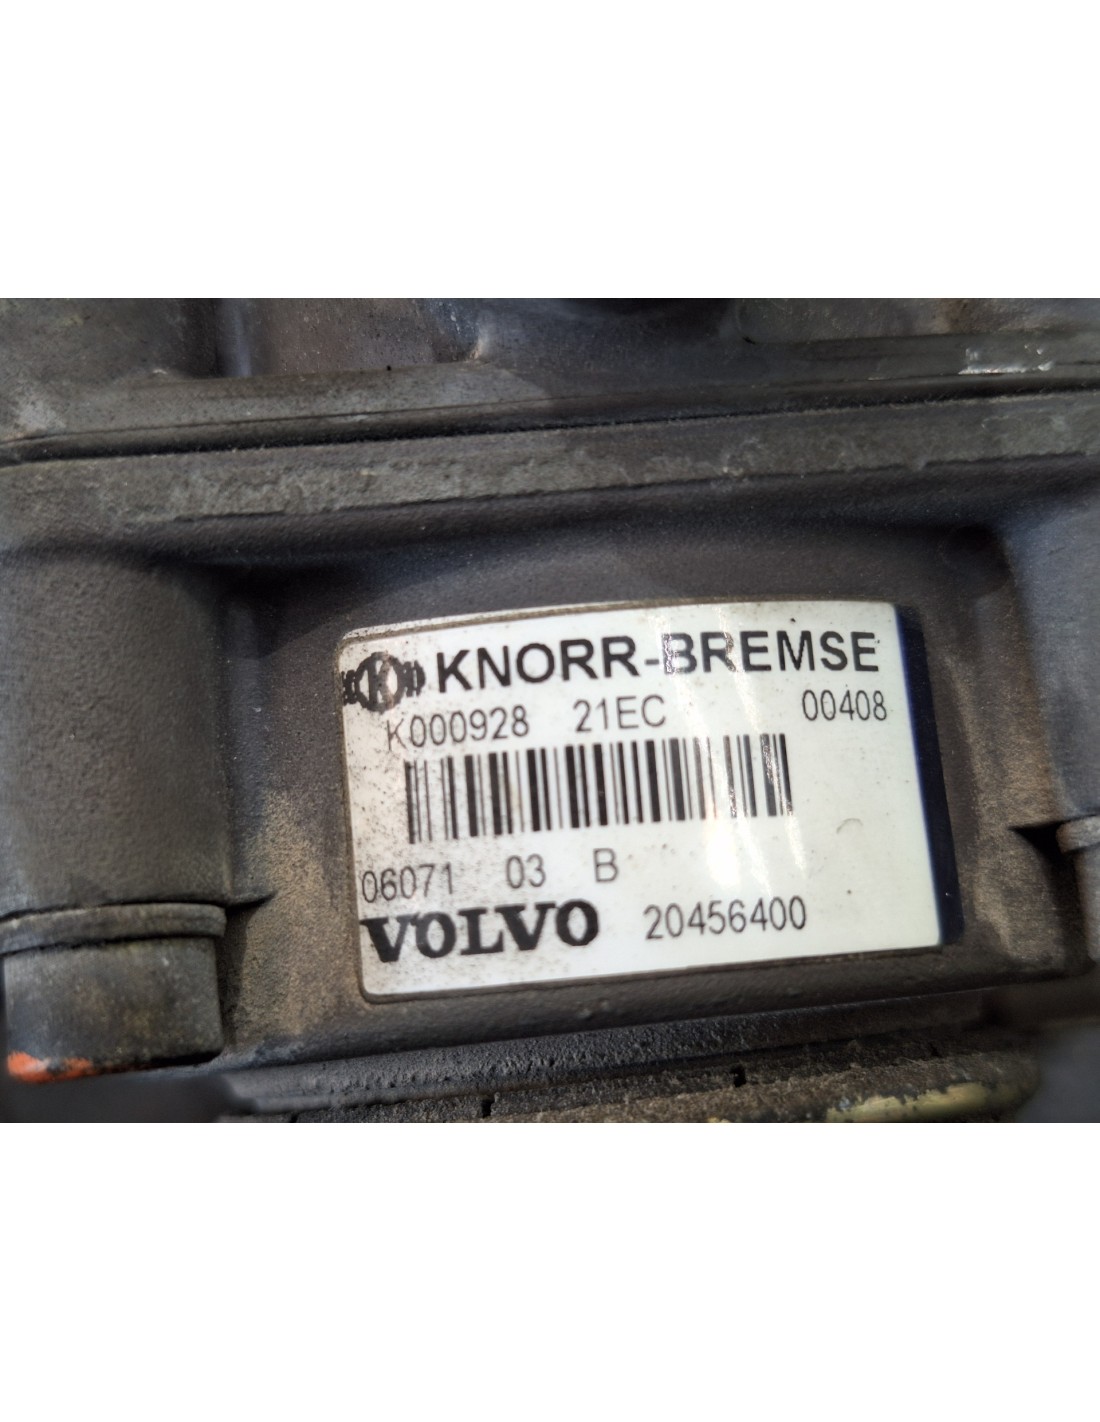 KNORR-BREMSE
K000928 21EC 00408
06071 03 B
VOLVO 20456400